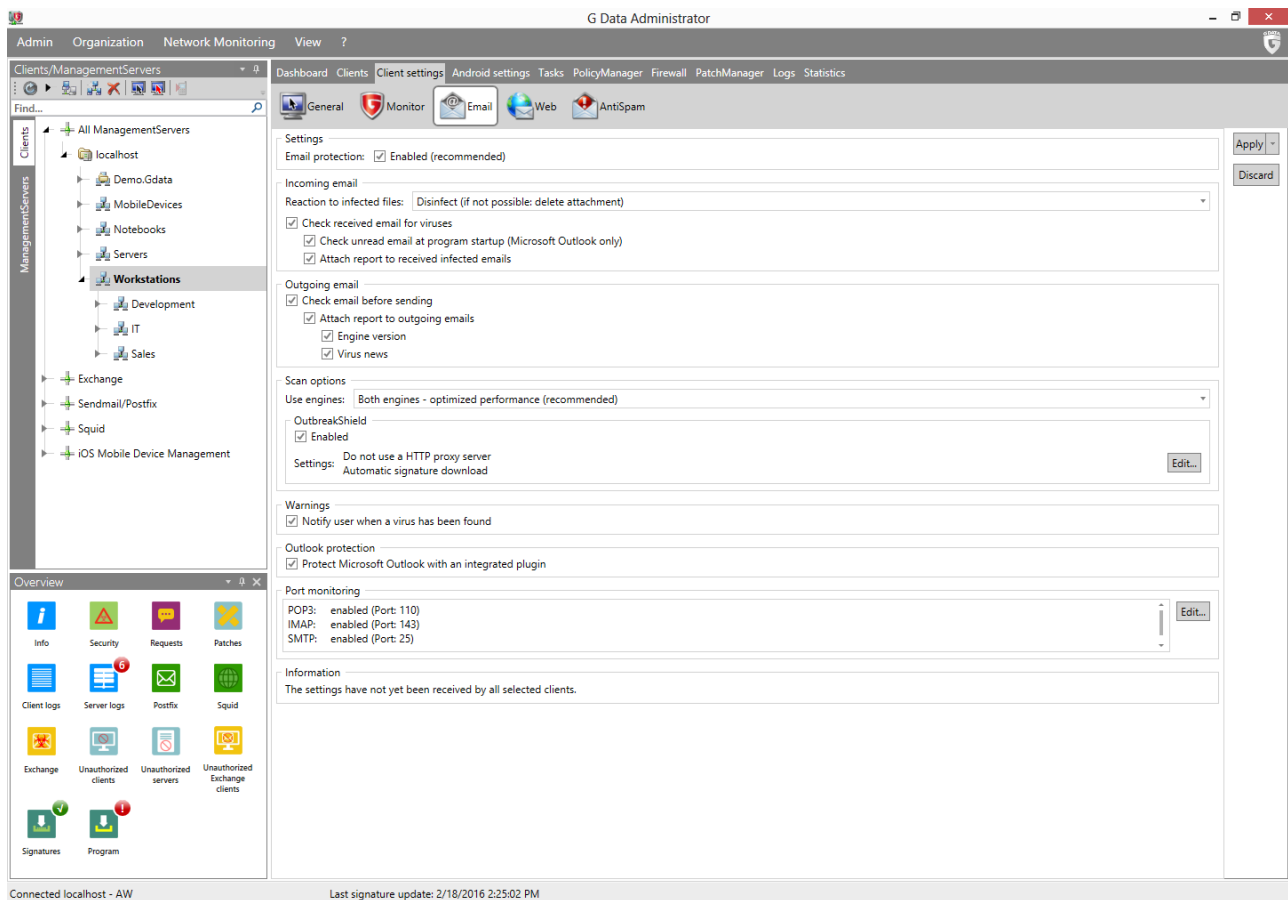 G Data Administrator
Admin Organization Network Monitoring View ?
G DATA
Clients/ManagementServers
Find...
Clients
ManagementServers
All ManagementServers
localhost
Demo.Gdata
MobileDevices
Notebooks
Servers
Workstations
Development
IT
Sales
Exchange
Sendmail/Postfix
Squid
iOS Mobile Device Management
Overview
Info Security Requests Patches
6
Client logs Server logs Postfix Squid
Exchange Unauthorized clients Unauthorized servers Unauthorized Exchange clients
Signatures Program
Dashboard Clients Client settings Android settings Tasks PolicyManager Firewall PatchManager Logs Statistics
General Monitor Email Web AntiSpam
Settings
Email protection: Enabled (recommended)
Incoming email
Reaction to infected files: Disinfect (if not possible: delete attachment)
Check received email for viruses
Check unread email at program startup (Microsoft Outlook only)
Attach report to received infected emails
Outgoing email
Check email before sending
Attach report to outgoing emails
Engine version
Virus news
Scan options
Use engines: Both engines - optimized performance (recommended)
OutbreakShield
Enabled
Settings: Do not use a HTTP proxy server
Automatic signature download
Edit...
Warnings
Notify user when a virus has been found
Outlook protection
Protect Microsoft Outlook with an integrated plugin
Port monitoring
POP3: enabled (Port: 110)
IMAP: enabled (Port: 143)
SMTP: enabled (Port: 25)
Edit...
Information
The settings have not yet been received by all selected clients.
Apply
Discard
Connected localhost - AW Last signature update: 2/18/2016 2:25:02 PM